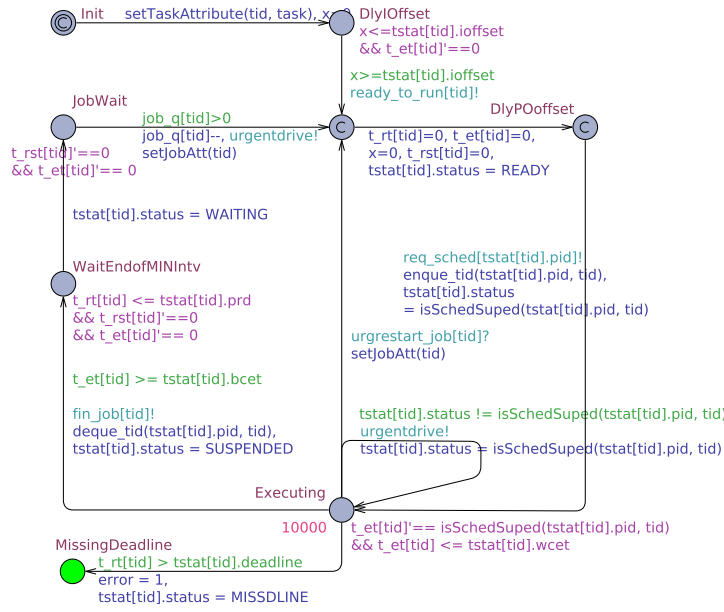 Init
setTaskAttribute(tid, task), x=0
DlyIOffset
x<=tstat[tid].ioffset
&& t_et[tid]'==0
x>=tstat[tid].ioffset
ready_to_run[tid]!
JobWait
DlyPOoffset
job_q[tid]>0
job_q[tid]--, urgentdrive!
setJobAtt(tid)
C
C
t_rt[tid]=0, t_et[tid]=0,
x=0, t_rst[tid]=0,
tstat[tid].status = READY
t_rst[tid]'==0
&& t_et[tid]'== 0
tstat[tid].status = WAITING
WaitEndofMINIntv
req_sched[tstat[tid].pid]!
enque_tid(tstat[tid].pid, tid),
tstat[tid].status
= isSchedSuped(tstat[tid].pid, tid)
t_rt[tid] <= tstat[tid].prd
&& t_rst[tid]'==0
&& t_et[tid]'== 0
urgrestart_job[tid]?
setJobAtt(tid)
t_et[tid] >= tstat[tid].bcet
fin_job[tid]!
deque_tid(tstat[tid].pid, tid),
tstat[tid].status = SUSPENDED
tstat[tid].status != isSchedSuped(tstat[tid].pid, tid)
urgentdrive!
tstat[tid].status = isSchedSuped(tstat[tid].pid, tid)
Executing
10000
t_et[tid]'== isSchedSuped(tstat[tid].pid, tid)
&& t_et[tid] <= tstat[tid].wcet
MissingDeadline
t_rt[tid] > tstat[tid].deadline
error = 1,
tstat[tid].status = MISSDLINE